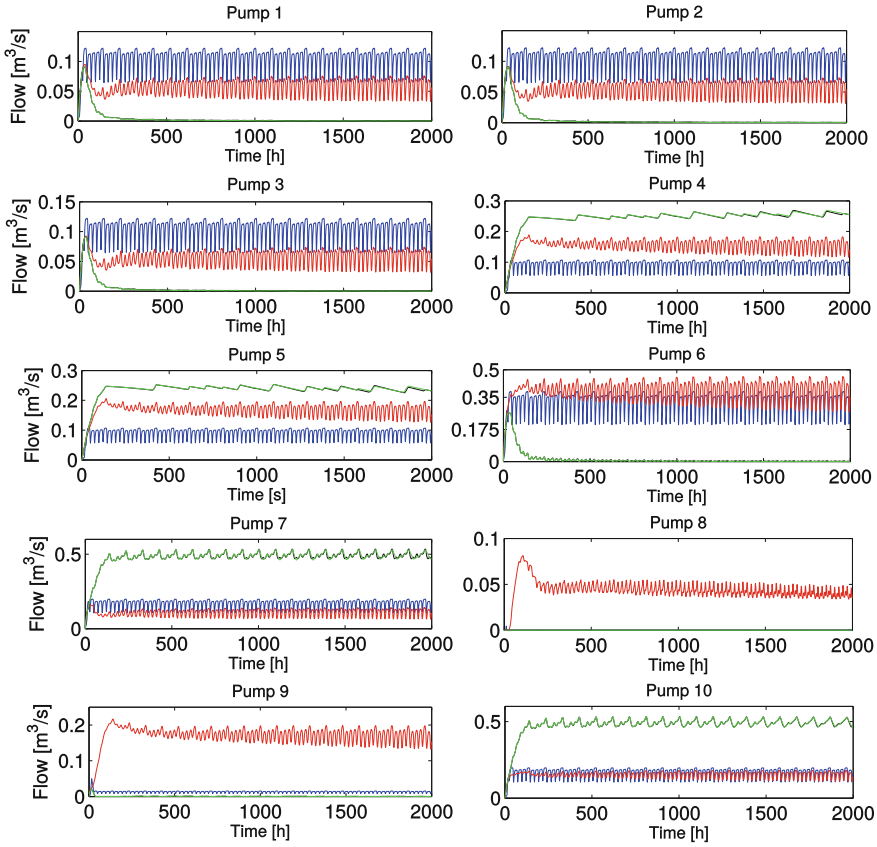 Pump 1
Flow [m³/s]
0.1
0.05
0
0 500 1000 1500 2000
Time [h]
Pump 2
0.1
0.05
0
0 500 1000 1500 2000
Time [h]
Pump 3
Flow [m³/s]
0.15
0.1
0.05
0
0 500 1000 1500 2000
Time [h]
Pump 4
0.3
0.2
0.1
0
0 500 1000 1500 2000
Time [h]
Pump 5
Flow [m³/s]
0.3
0.2
0.1
0
0 500 1000 1500 2000
Time [s]
Pump 6
0.5
0.35
0.175
0
0 500 1000 1500 2000
Time [h]
Pump 7
Flow [m³/s]
0.5
0
0 500 1000 1500 2000
Time [h]
Pump 8
0.1
0.05
0
0 500 1000 1500 2000
Time [h]
Pump 9
Flow [m³/s]
0.2
0.1
0
0 500 1000 1500 2000
Time [h]
Pump 10
0.5
0
0 500 1000 1500 2000
Time [h]